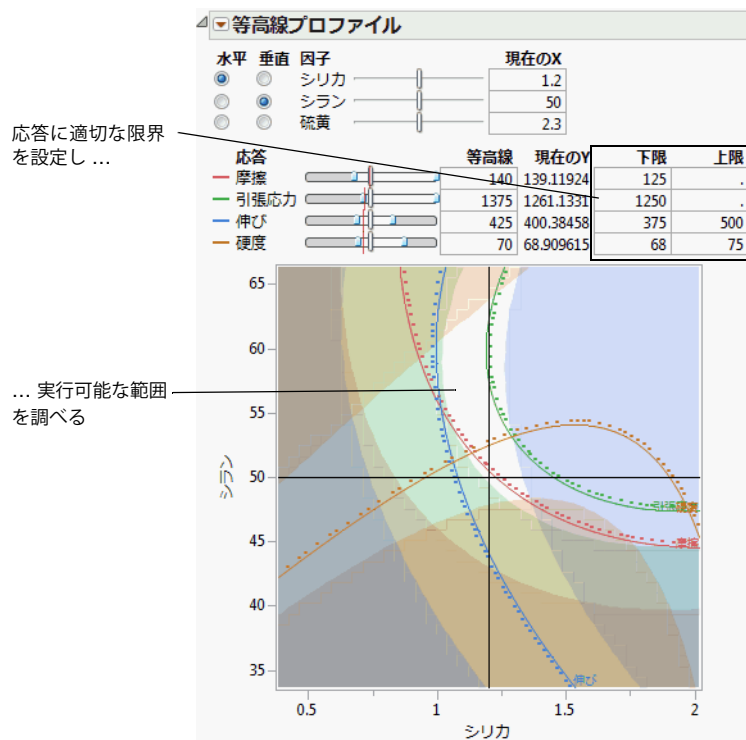 等高線プロファイル
水平 垂直 因子 現在のX
シリカ 1.2
シラン 50
硫黄 2.3
応答に適切な限界
を設定し ...
応答 等高線 現在のY 下限 上限
摩擦 140 139.11924 125 .
引張応力 1375 1261.1331 1250 .
伸び 425 400.38458 375 500
硬度 70 68.909615 68 75
... 実行可能な範囲
を調べる
65
60
55
50
45
40
35
シラン
摩擦
伸び
0.5 1 1.5 2
シリカ